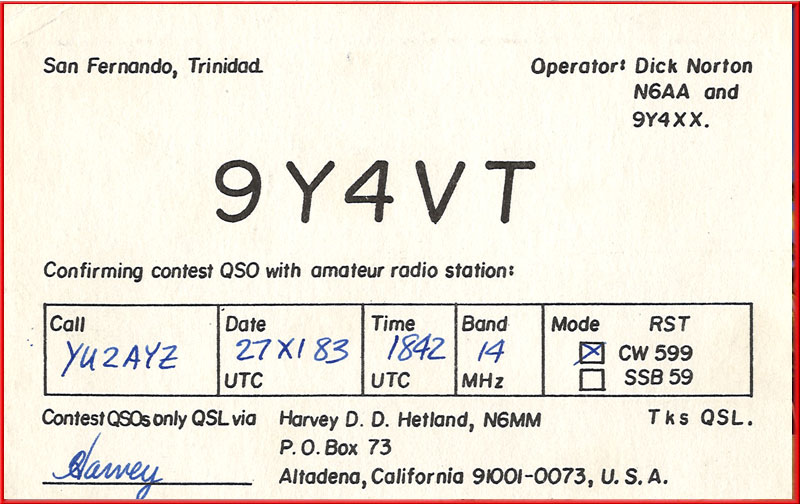 San Fernando, Trinidad.
Operator: Dick Norton
N6AA and
9Y4XX.
9Y4VT
Confirming contest QSO with amateur radio station:
Call Date Time Band Mode RST
YU2AYZ 27 XI 83 1842 14 CW 599
UTC UTC MHz SSB 59
Contest QSOs only QSL via Harvey D. D. Hetland, N6MM Tks QSL.
P.O. Box 73
Harvey Altadena, California 91001-0073, U.S.A.